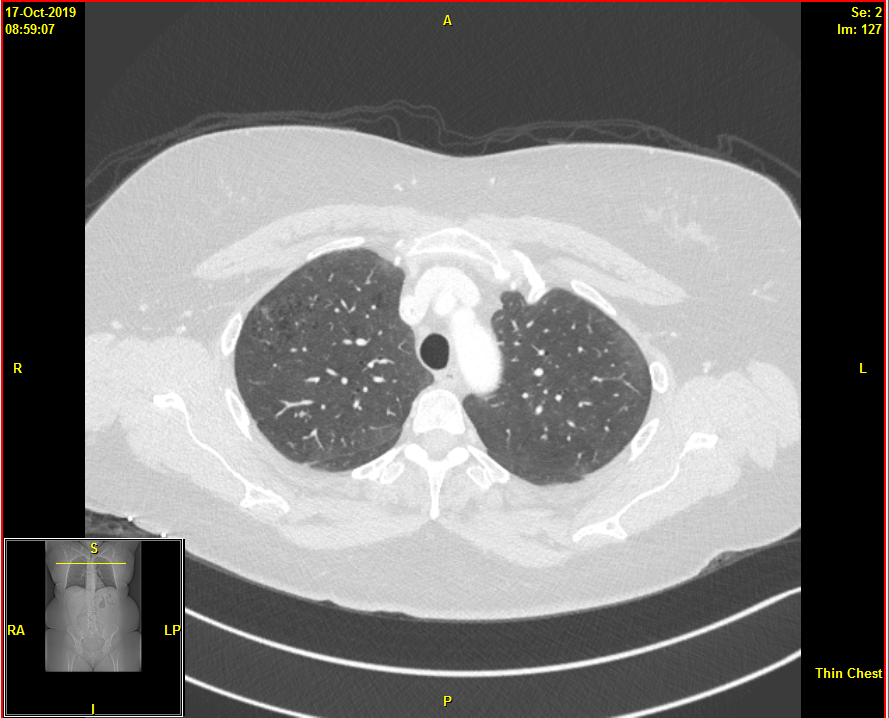 17-Oct-2019
08:59:07
A
Se: 2
Im: 127
R
L
S
RA
LP
I
P
Thin Chest